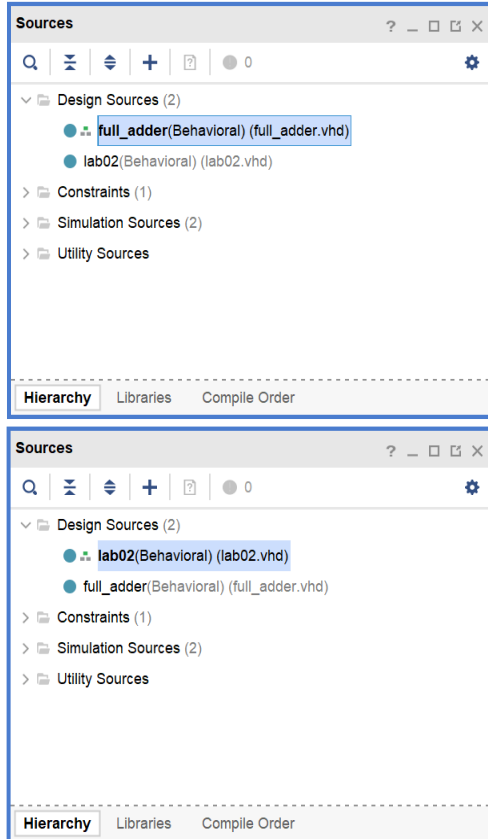 Sources ? _
0
Design Sources (2)
full_adder(Behavioral) (full_adder.vhd)
lab02(Behavioral) (lab02.vhd)
Constraints (1)
Simulation Sources (2)
Utility Sources
Hierarchy Libraries Compile Order
Sources ? _
0
Design Sources (2)
lab02(Behavioral) (lab02.vhd)
full_adder(Behavioral) (full_adder.vhd)
Constraints (1)
Simulation Sources (2)
Utility Sources
Hierarchy Libraries Compile Order